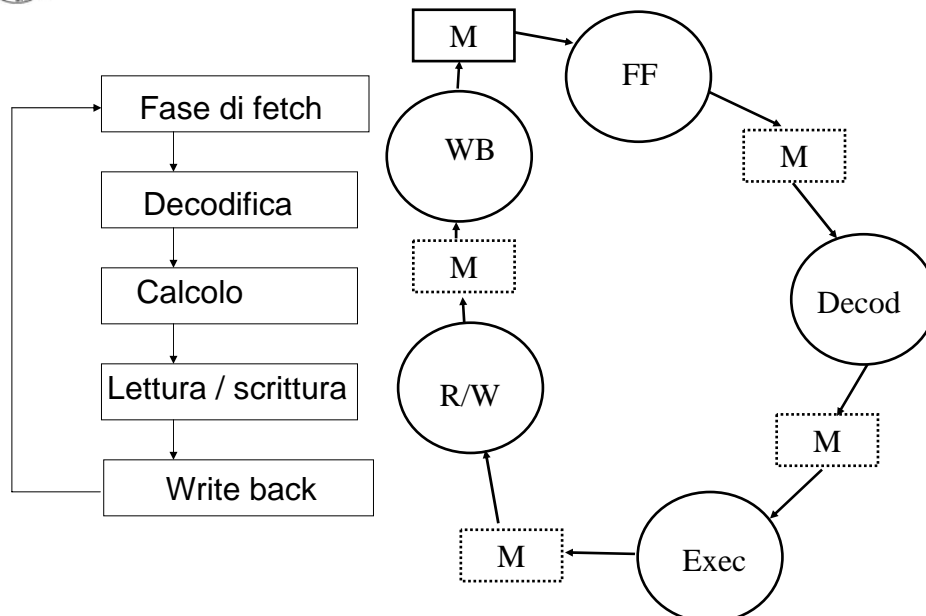 Fase di fetch
Decodifica
Calcolo
Lettura / scrittura
Write back
M
FF
M
Decod
M
Exec
M
R/W
M
WB